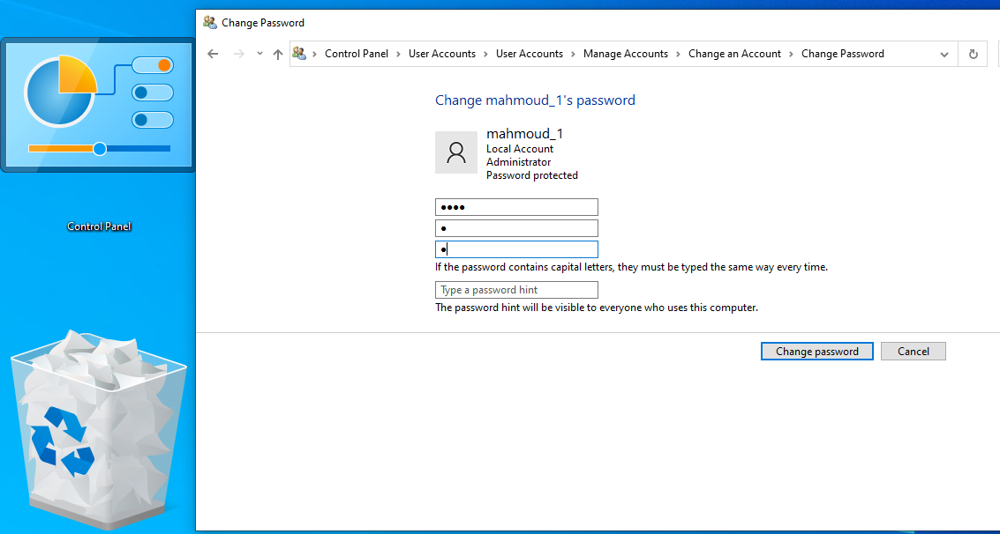 Change Password
Control Panel > User Accounts > User Accounts > Manage Accounts > Change an Account > Change Password
Change mahmoud_1's password
mahmoud_1
Local Account
Administrator
Password protected
If the password contains capital letters, they must be typed the same way every time.
Type a password hint
The password hint will be visible to everyone who uses this computer.
Change password
Cancel
Control Panel